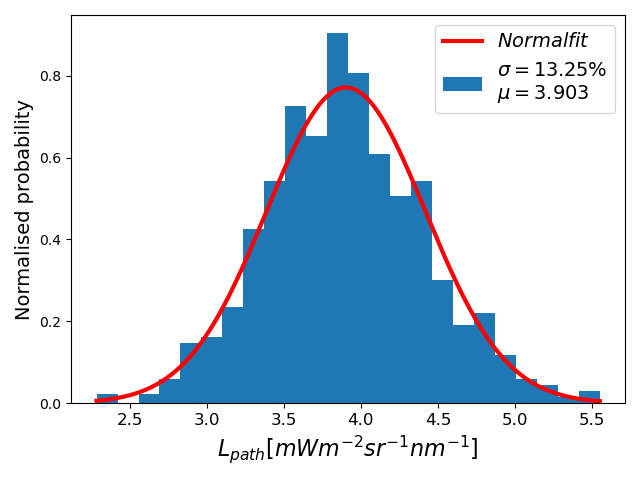 Normalfit
σ = 13.25%
μ = 3.903
Normalised probability
0.8
0.6
0.4
0.2
0.0
2.5 3.0 3.5 4.0 4.5 5.0 5.5
L_path[mWm⁻²sr⁻¹nm⁻¹]